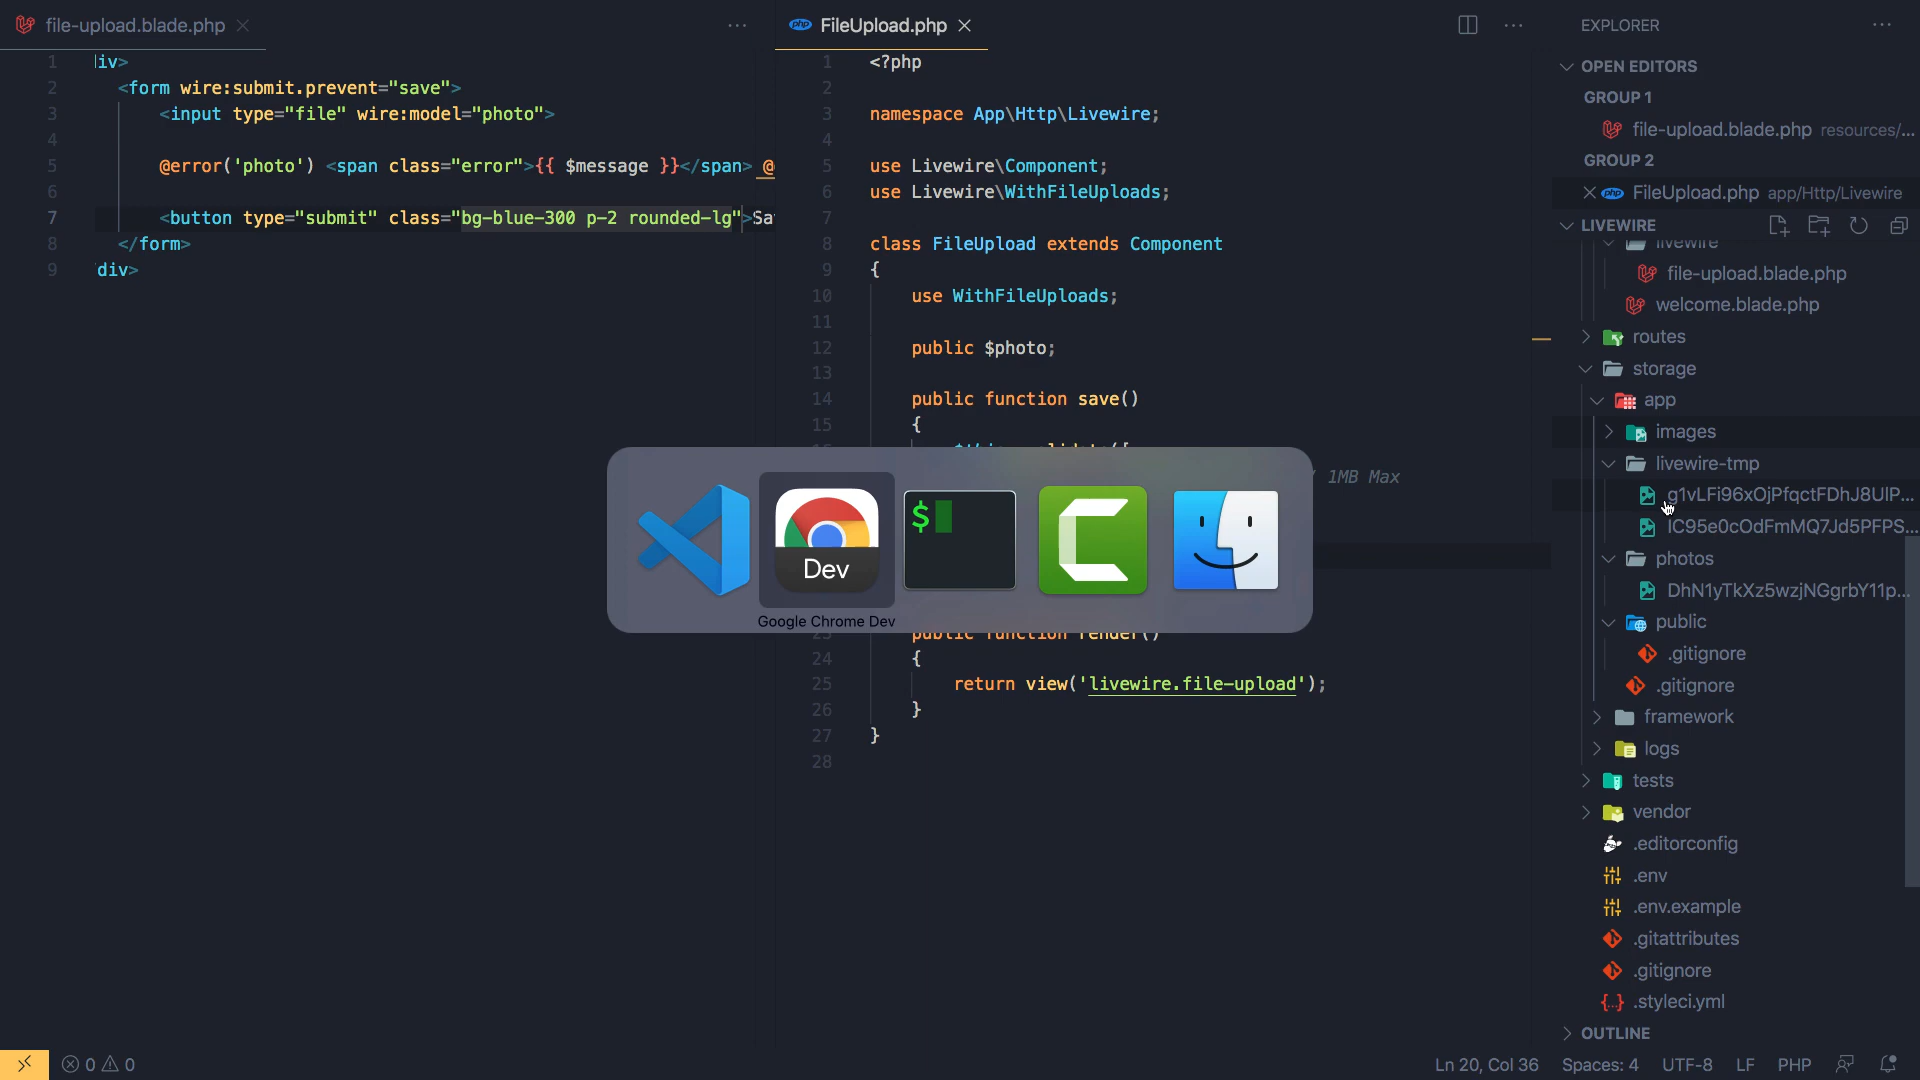 file-upload.blade.php
1 iv>
2 <form wire:submit.prevent="save">
3 <input type="file" wire:model="photo">
4
5 @error('photo') <span class="error">{{ $message }}</span> @
6
7 <button type="submit" class="bg-blue-300 p-2 rounded-lg">Sa
8 </form>
9 div>
php FileUpload.php
1 <?php
2
3 namespace App\Http\Livewire;
4
5 use Livewire\Component;
6 use Livewire\WithFileUploads;
7
8 class FileUpload extends Component
9 {
10 use WithFileUploads;
11
12 public $photo;
13
14 public function save()
15 {
1MB Max
23 public function render()
24 {
25 return view('livewire.file-upload');
26 }
27 }
28
$
Dev
Google Chrome Dev
EXPLORER
OPEN EDITORS
GROUP 1
file-upload.blade.php resources/...
GROUP 2
php FileUpload.php app/Http/Livewire
LIVEWIRE
livewire
file-upload.blade.php
welcome.blade.php
routes
storage
app
images
livewire-tmp
g1vLFi96xOjPfqctFDhJ8UIP...
IC95e0cOdFmMQ7Jd5PFPS...
photos
DhN1yTkXz5wzjNGgrbY11p...
public
.gitignore
.gitignore
framework
logs
tests
vendor
.editorconfig
.env
.env.example
.gitattributes
.gitignore
.styleci.yml
OUTLINE
0 0
Ln 20, Col 36 Spaces: 4 UTF-8 LF PHP